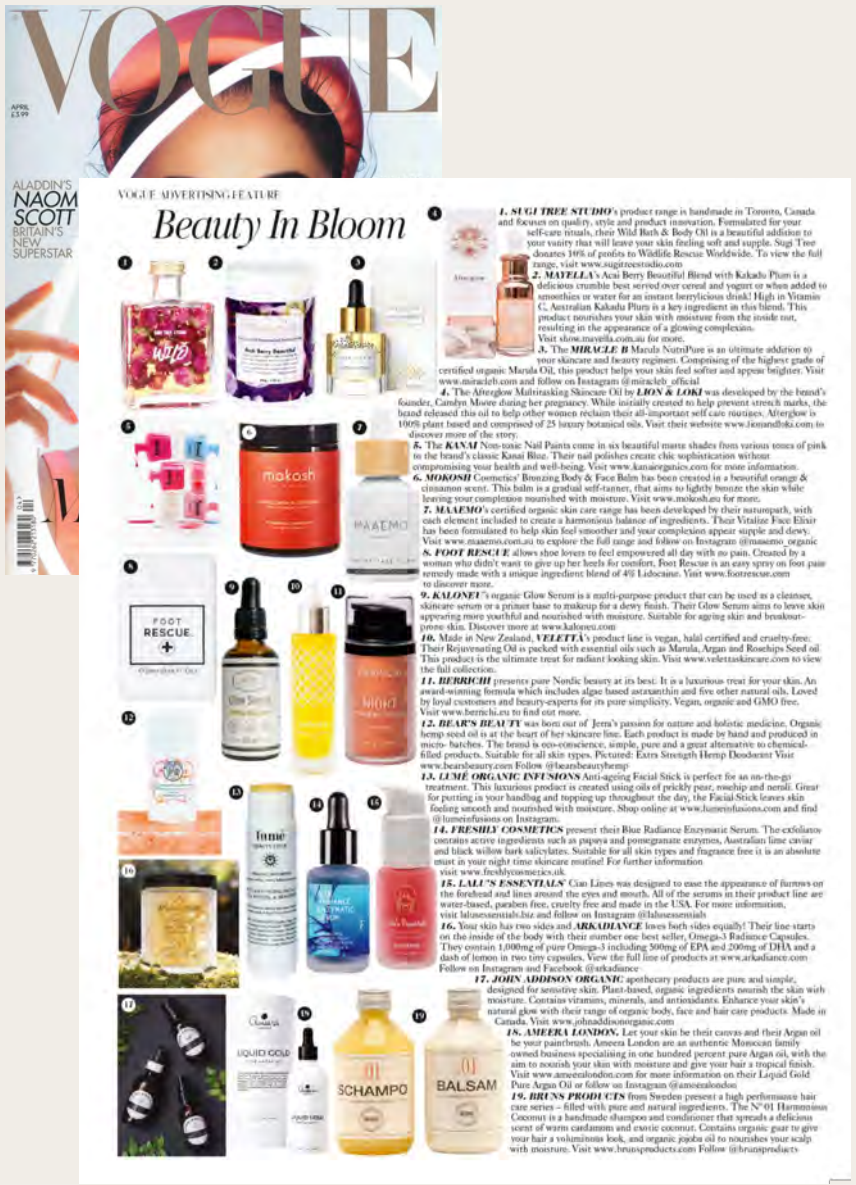 VOGUE
APRIL
£3.99
ALADDIN'S
NAOM
SCOTT
BRITAIN'S
NEW
SUPERSTAR
VOGUE ADVERTISING FEATURE
Beauty In Bloom
1. SUGI TREE STUDIO's product range is handmade in Toronto, Canada
and focuses on quality, style and product innovation. Formulated for your
self-care rituals, their Wild Bath & Body Oil is a beautiful addition to
your vanity that will leave your skin feeling soft and supple. Sugi Tree
donates 10% of profits to Wildlife Rescue Worldwide. To view the full
range, visit www.sugitreestudio.com
2. MAYELLA's Acai Berry Beautiful Blend with Kakadu Plum is a
delicious crumble best served over cereal and yogurt or when added to
smoothies or water for an instant berrylicious drink! High in Vitamin
C, Australian Kakadu Plum is a key ingredient in this blend. This
product nourishes your skin with moisture from the inside out,
resulting in the appearance of a glowing complexion.
Visit show.mayella.com.au for more.
3. The MIRACLE B Marula NutriPure is an ultimate addition to
your skincare and beauty regimen. Comprising of the highest grade of
certified organic Marula Oil, this product helps your skin feel softer and appear brighter. Visit
www.miracleb.com and follow on Instagram @miracleb_official
4. The Afterglow Multitasking Skincare Oil by LION & LOKI was developed by the brand's
founder, Camilyn Moore during her pregnancy. While initially created to help prevent stretch marks, the
brand released this oil to help other women reclaim their all-important self care routines. Afterglow is
100% plant based and comprised of 25 luxury botanical oils. Visit their website www.lionandloki.com to
discover more of the story.
5. The KANAI Non-toxic Nail Paints come in six beautiful matte shades from various tones of pink
to the brand's classic Kanai Blue. Their nail polishes create chic sophistication without
compromising your health and well-being. Visit www.kanaiorganics.com for more information.
6. MOKOSH Cosmetics' Bronzing Body & Face Balm has been created in a beautiful orange &
cinnamon scent. This balm is a gradual self-tanner, that aims to lightly bronze the skin while
leaving your complexion nourished with moisture. Visit www.mokosh.eu for more.
7. MAAEMO's certified organic skin care range has been developed by their naturopath, with
each element included to create a harmonious balance of ingredients. Their Vitalize Face Elixir
has been formulated to help skin feel smoother and your complexion appear supple and dewy.
Visit www.maaemo.com.au to explore the full range and follow on Instagram @maaemo_organic
8. FOOT RESCUE allows shoe lovers to feel empowered all day with no pain. Created by a
woman who didn't want to give up her heels for comfort, Foot Rescue is an easy spray on foot pain
remedy made with a unique ingredient blend of 4% Lidocaine. Visit www.footrescue.com
to discover more.
9. KALONEU's organic Glow Serum is a multi-purpose product that can be used as a cleanser,
skincare serum or a primer base to makeup for a dewy finish. Their Glow Serum aims to leave skin
appearing more youthful and nourished with moisture. Suitable for ageing skin and breakout-
prone skin. Discover more at www.kaloneu.com
10. Made in New Zealand, VELETTA's product line is vegan, halal certified and cruelty-free.
Their Rejuvenating Oil is packed with essential oils such as Marula, Argan and Rosehips Seed oil
This product is the ultimate treat for radiant looking skin. Visit www.velettaskincare.com to view
the full collection.
11. BERRICHI presents pure Nordic beauty at its best. It is a luxurious treat for your skin. An
award-winning formula which includes algae based astaxanthin and five other natural oils. Loved
by loyal customers and beauty-experts for its pure simplicity. Vegan, organic and GMO free.
Visit www.berrichi.eu to find out more.
12. BEAR'S BEAUTY was born out of Jerra's passion for nature and holistic medicine. Organic
hemp seed oil is at the heart of her skincare line. Each product is made by hand and produced in
micro- batches. The brand is eco-conscience, simple, pure and a great alternative to chemical-
filled products. Suitable for all skin types. Pictured: Extra Strength Hemp Deodorant Visit
www.bearsbeauty.com Follow @bearsbeautyhemp
13. LUMÉ ORGANIC INFUSIONS Anti-ageing Facial Stick is perfect for an on-the-go
treatment. This luxurious product is created using oils of prickly pear, rosehip and neroli. Great
for putting in your handbag and topping up throughout the day, the Facial Stick leaves skin
feeling smooth and nourished with moisture. Shop online at www.lumeinfusions.com and find
@lumeinfusions on Instagram.
14. FRESHLY COSMETICS present their Blue Radiance Enzymatic Serum. The exfoliator
contains active ingredients such as papaya and pomegranate enzymes, Australian lime caviar
and black willow bark salicylates. Suitable for all skin types and fragrance free it is an absolute
must in your night time skincare routine! For further information
visit www.freshlycosmetics.uk
15. LALU'S ESSENTIALS' Ciao Lines was designed to ease the appearance of furrows on
the forehead and lines around the eyes and mouth. All of the serums in their product line are
water-based, paraben free, cruelty free and made in the USA. For more information,
visit lalusessentials.biz and follow on Instagram @lalusessentials
16. Your skin has two sides and ARKADIANCE loves both sides equally! Their line starts
on the inside of the body with their number one best seller, Omega-3 Radiance Capsules.
They contain 1,000mg of pure Omega-3 including 500mg of EPA and 200mg of DHA and a
dash of lemon in two tiny capsules. View the full line of products at www.arkadiance.com
Follow on Instagram and Facebook @arkadiance
17. JOHN ADDISON ORGANIC apothecary products are pure and simple,
designed for sensitive skin. Plant-based, organic ingredients nourish the skin with
moisture. Contains vitamins, minerals, and antioxidants. Enhance your skin's
natural glow with their range of organic body, face and hair care products. Made in
Canada. Visit www.johnaddisonorganic.com
18. AMEERA LONDON. Let your skin be their canvas and their Argan oil
be your paintbrush. Ameera London are an authentic Moroccan family
owned business specialising in one hundred percent pure Argan oil, with the
aim to nourish your skin with moisture and give your hair a tropical finish.
Visit www.ameeralondon.com for more information on their Liquid Gold
Pure Argan Oil or follow on Instagram @ameeralondon
19. BRUNS PRODUCTS from Sweden present a high performance hair
care series – filled with pure and natural ingredients. The Nº01 Harmonious
Coconut is a handmade shampoo and conditioner that spreads a delicious
scent of warm cardamom and exotic coconut. Contains organic guar to give
your hair a voluminous look, and organic jojoba oil to nourishes your scalp
with moisture. Visit www.brunsproducts.com Follow @brunsproducts
1
2
3
4
Afterglow
WILD
Acai Berry Beautiful
5
6
7
mokosh
MAAEMO
8
9
10
11
FOOT
RESCUE
Glow Serum
NIGHT
12
13
14
15
lumé
BLUE
RADIANCE
ENZYMATIC
SERUM
16
17
18
19
Ameera
LIQUID GOLD
LIQUID GOLD
01
SCHAMPO
01
BALSAM